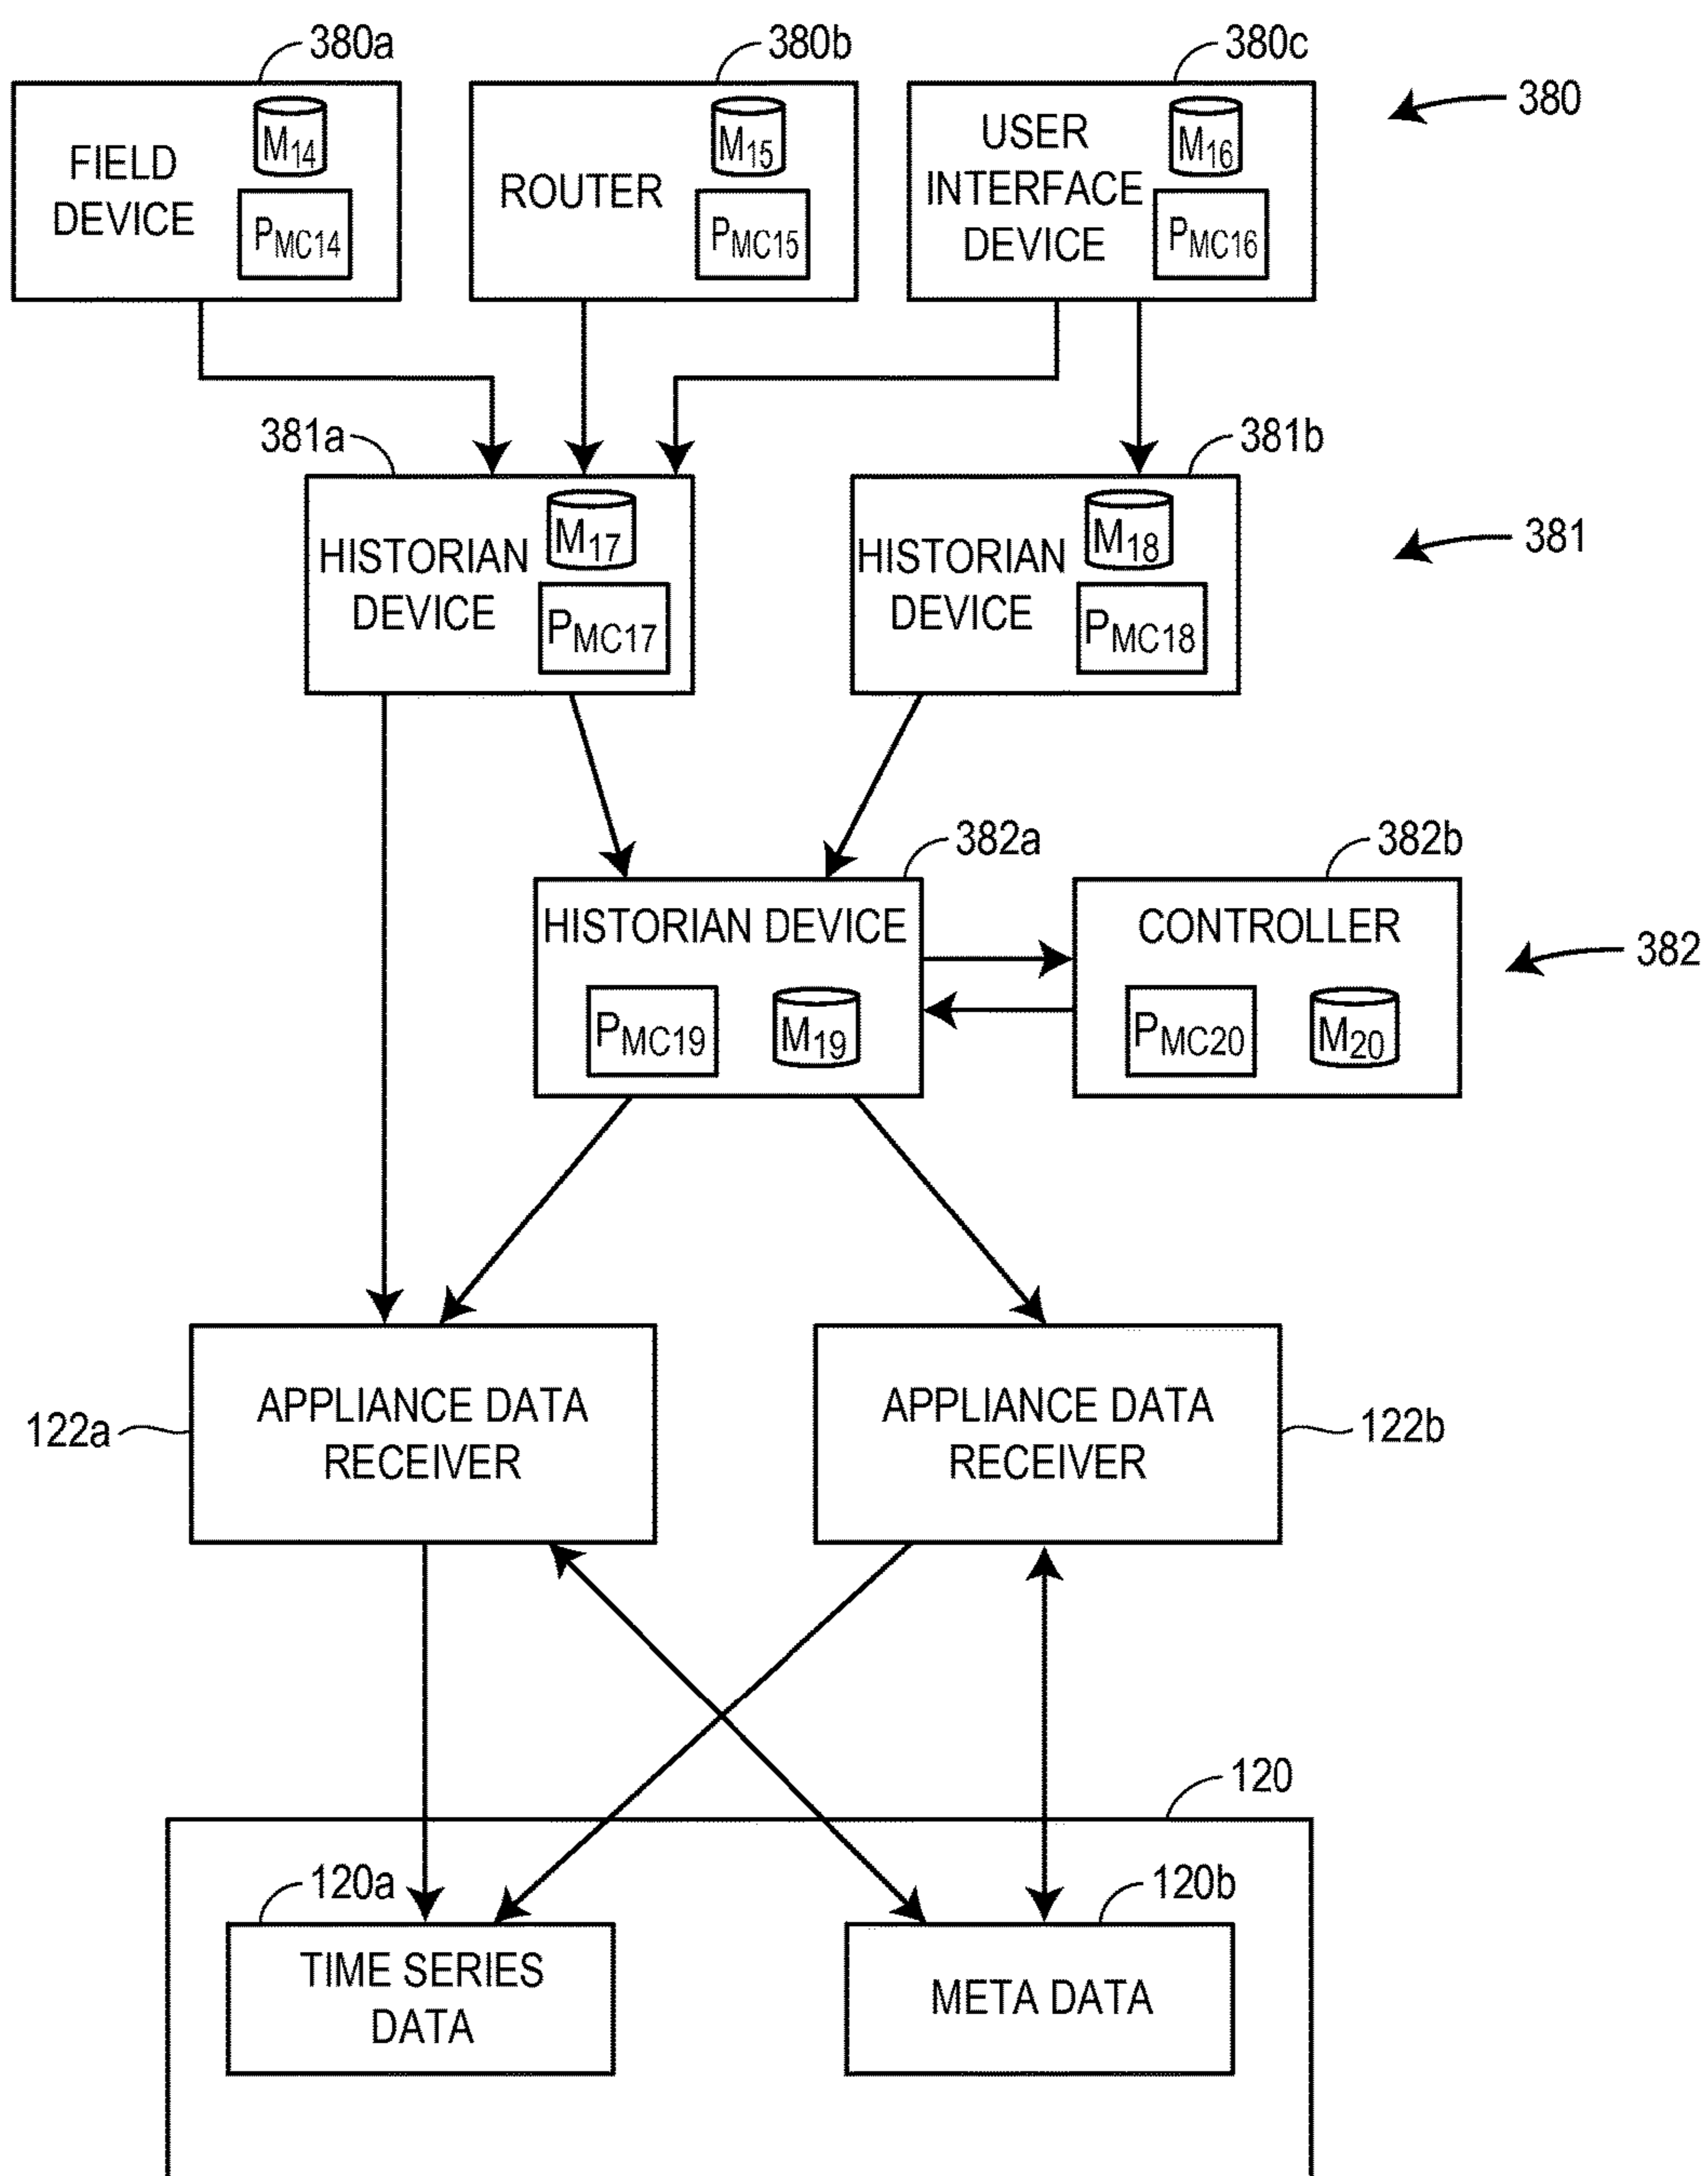 380a
380b
380c
380
FIELD
DEVICE
M14
PMC14
ROUTER
M15
PMC15
USER
INTERFACE
DEVICE
M16
PMC16
381a
381b
381
HISTORIAN
DEVICE
M17
PMC17
HISTORIAN
DEVICE
M18
PMC18
382a
382b
382
HISTORIAN DEVICE
PMC19
M19
CONTROLLER
PMC20
M20
122a
APPLIANCE DATA
RECEIVER
APPLIANCE DATA
RECEIVER
122b
120
120a
120b
TIME SERIES
DATA
META DATA